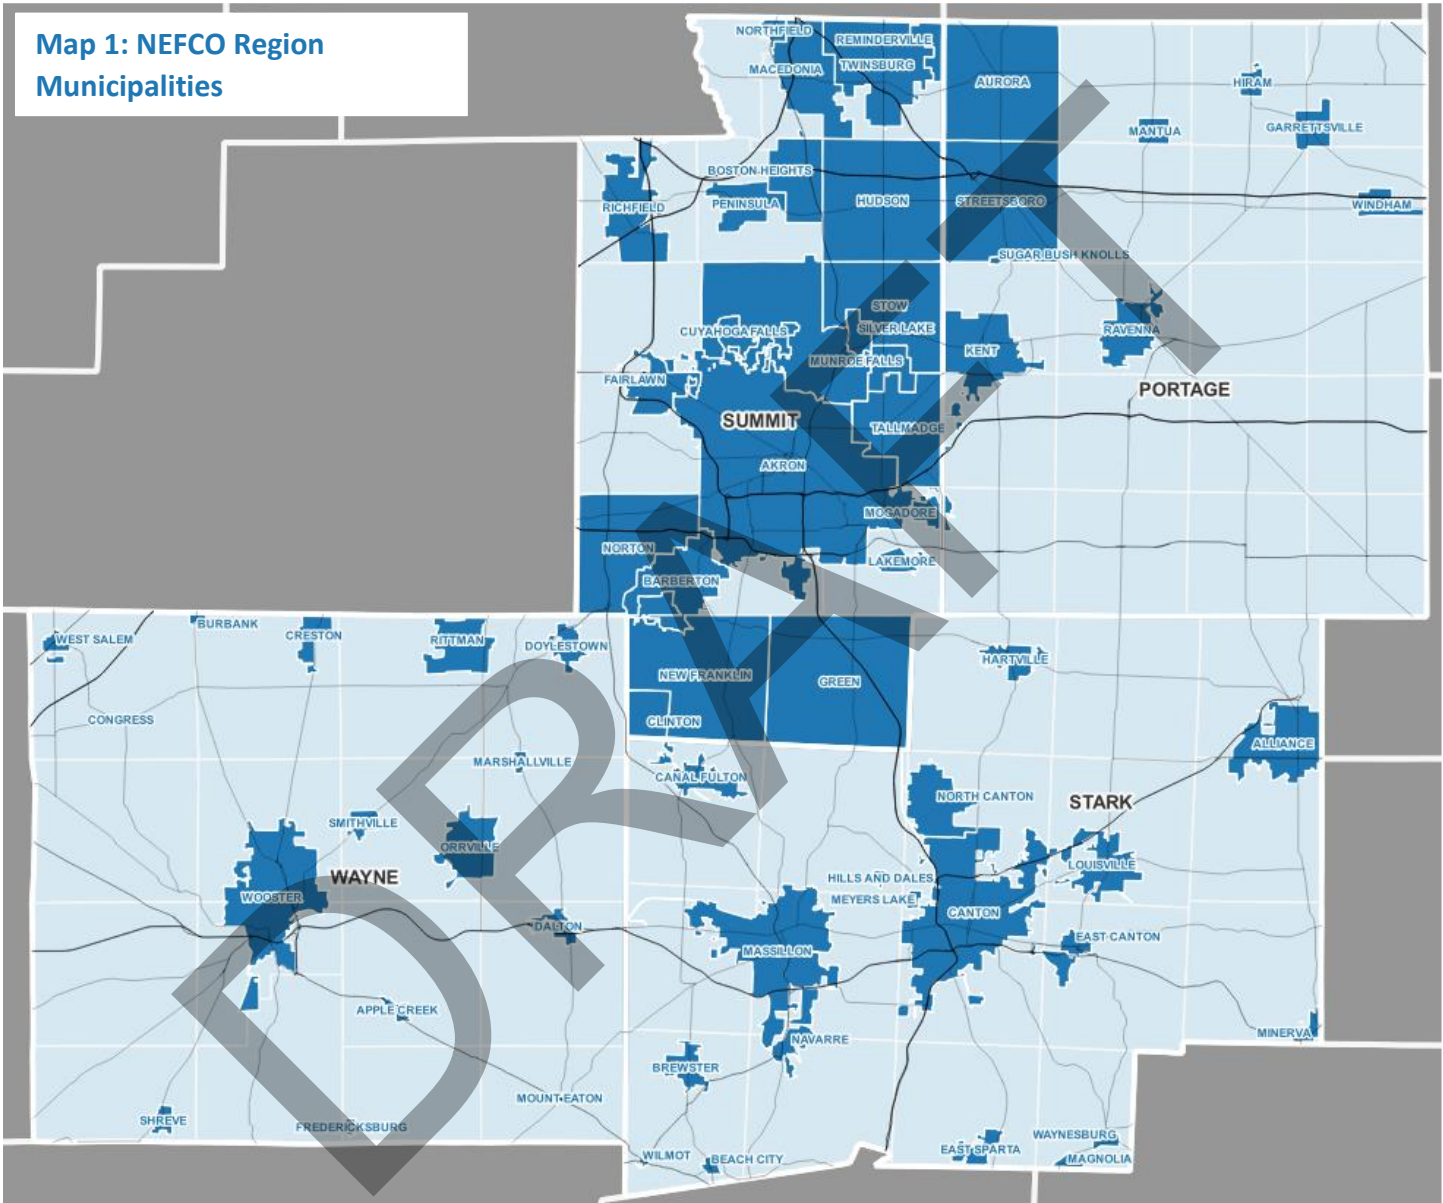 Map 1: NEFCO Region
Municipalities
NORTHFIELD
REMINDERVILLE
MACEDONIA
TWINSBURG
AURORA
HIRAM
MANTUA
GARRETTSVILLE
BOSTON HEIGHTS
RICHFIELD
PENINSULA
HUDSON
STREETSBORO
WINDHAM
SUGAR BUSH KNOLLS
STOW
CUYAHOGA FALLS
SILVER LAKE
RAVENNA
MUNROE FALLS
KENT
FAIRLAWN
PORTAGE
SUMMIT
TALLMADGE
AKRON
MOGADORE
NORTON
LAKEMORE
BARBERTON
BURBANK
WEST SALEM
CRESTON
RITTMAN
DOYLESTOWN
HARTVILLE
NEW FRANKLIN
GREEN
CONGRESS
CLINTON
ALLIANCE
MARSHALLVILLE
CANAL FULTON
NORTH CANTON
STARK
SMITHVILLE
ORRVILLE
LOUISVILLE
WAYNE
HILLS AND DALES
WOOSTER
MEYERS LAKE
CANTON
DALTON
EAST CANTON
MASSILLON
APPLE CREEK
MINERVA
NAVARRE
BREWSTER
MOUNT EATON
SHREVE
FREDERICKSBURG
WAYNESBURG
EAST SPARTA
WILMOT
BEACH CITY
MAGNOLIA
DRAFT